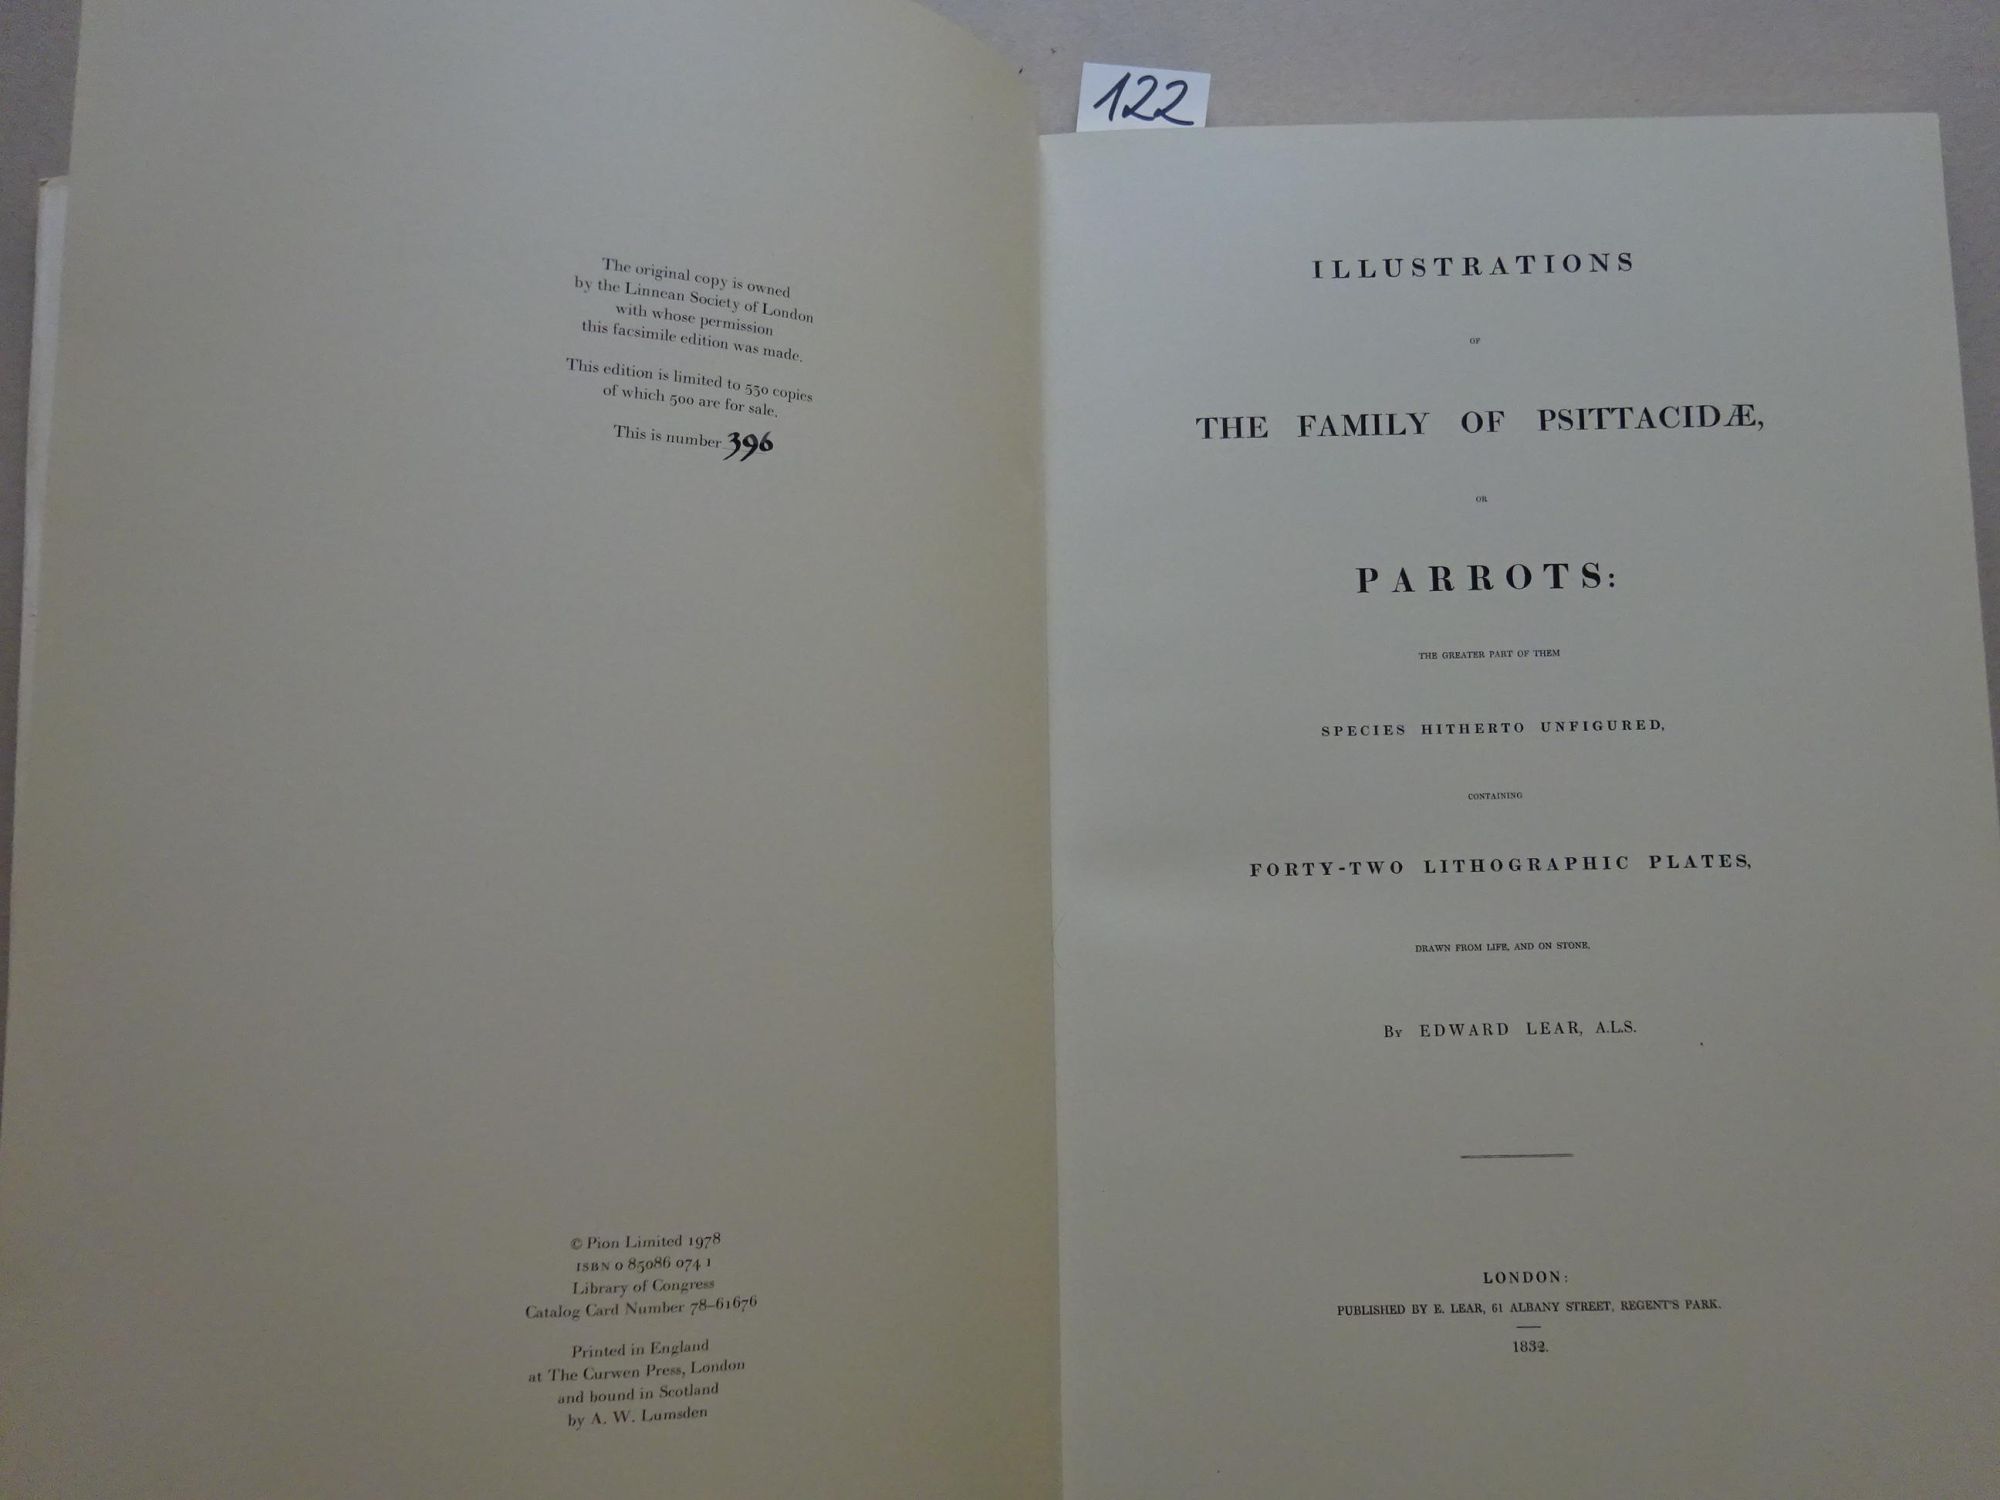 122
The original copy is owned
by the Linnean Society of London
with whose permission
this facsimile edition was made.
This edition is limited to 530 copies
of which 500 are for sale.
This is number 396
© Pion Limited 1978
ISBN 0 85086 074 1
Library of Congress
Catalog Card Number 78–61676
Printed in England
at The Curwen Press, London
and bound in Scotland
by A. W. Lumsden
ILLUSTRATIONS
OF
THE FAMILY OF PSITTACIDÆ,
OR
PARROTS:
THE GREATER PART OF THEM
SPECIES HITHERTO UNFIGURED,
CONTAINING
FORTY-TWO LITHOGRAPHIC PLATES,
DRAWN FROM LIFE, AND ON STONE,
By EDWARD LEAR, A.L.S.
LONDON:
PUBLISHED BY E. LEAR, 61 ALBANY STREET, REGENT'S PARK.
1832.